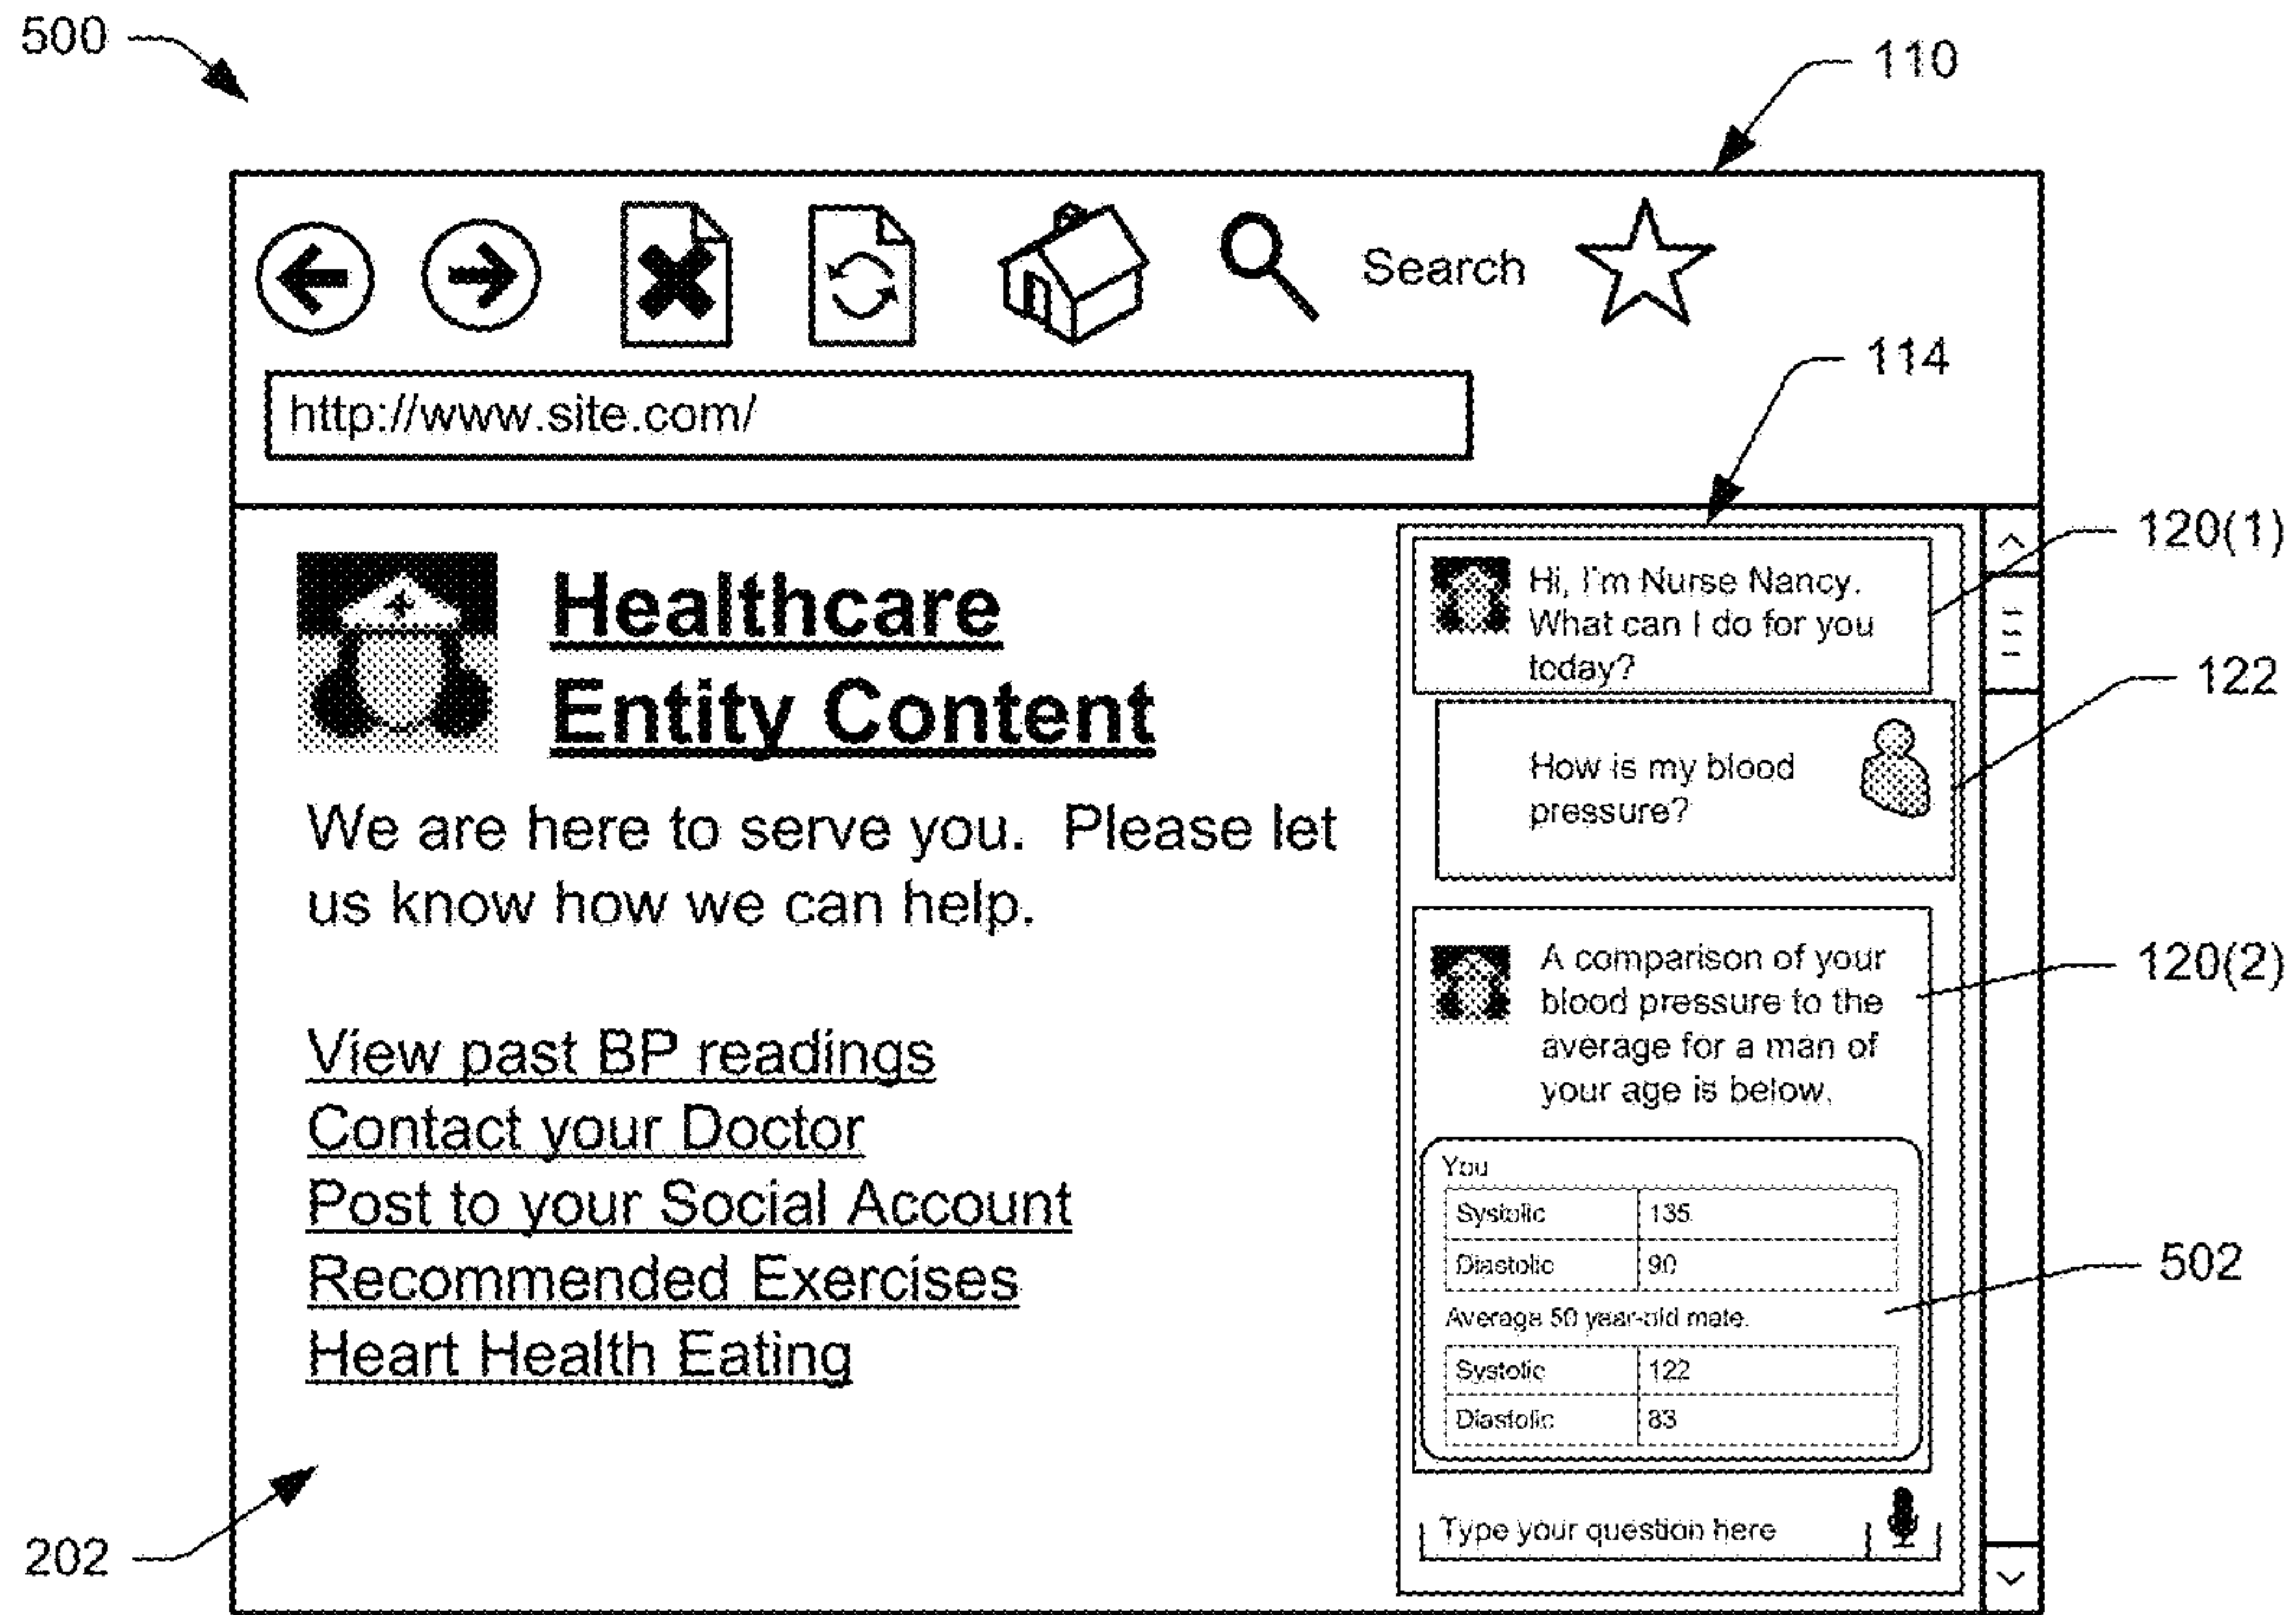 500
110
Search
114
http://www.site.com/
120(1)
Healthcare
Entity Content
Hi, I'm Nurse Nancy.
What can I do for you
today?
122
How is my blood
pressure?
We are here to serve you. Please let
us know how we can help.
120(2)
A comparison of your
blood pressure to the
average for a man of
your age is below.
View past BP readings
Contact your Doctor
Post to your Social Account
Recommended Exercises
Heart Health Eating
You
Systolic 135
Diastolic 90
502
Average 50 year-old male.
Systolic 122
Diastolic 83
Type your question here
202